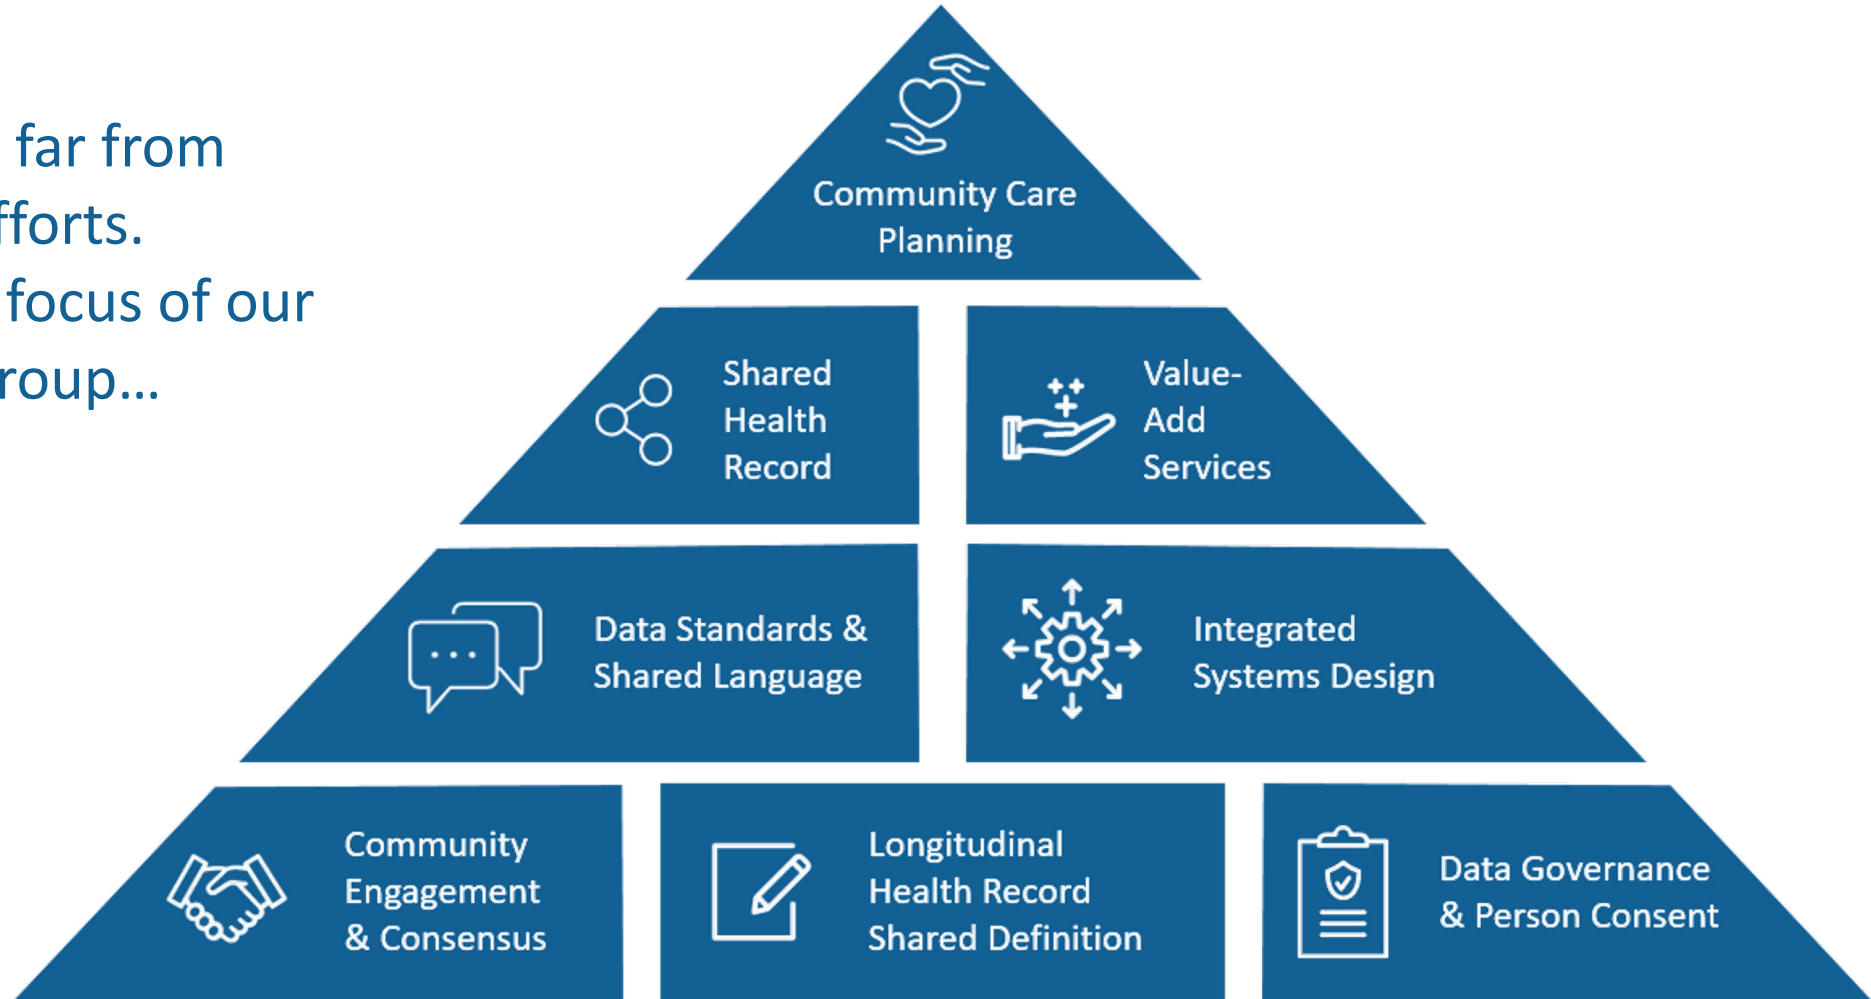 far from
fforts.
focus of our
roup...
Community Care
Planning
Shared
Health
Record
Value-
Add
Services
Data Standards &
Shared Language
Integrated
Systems Design
Community
Engagement
& Consensus
Longitudinal
Health Record
Shared Definition
Data Governance
& Person Consent